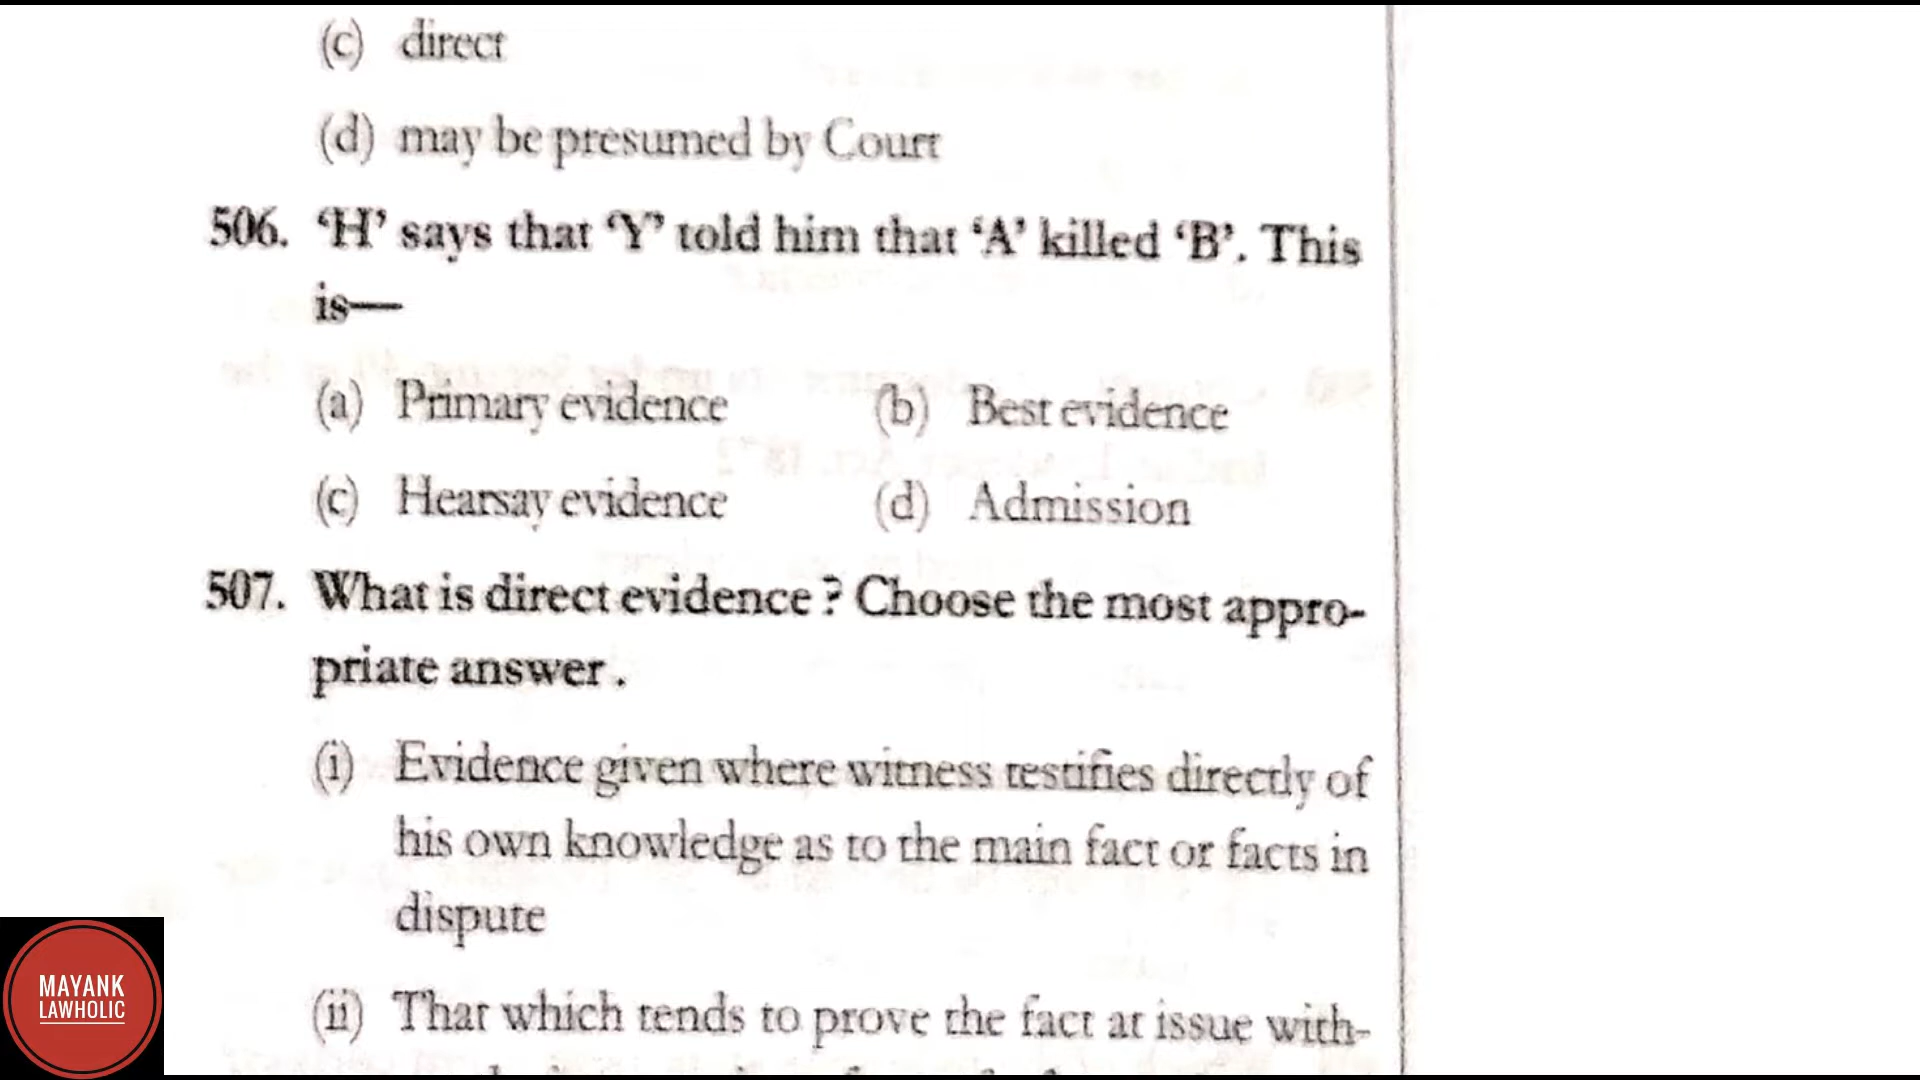 (c) direct
(d) may be presumed by Court
506. ‘H’ says that ‘Y’ told him that ‘A’ killed ‘B’. This
is—
(a) Primary evidence (b) Best evidence
(c) Hearsay evidence (d) Admission
507. What is direct evidence ? Choose the most appro-
priate answer.
(i) Evidence given where witness testifies directly of
his own knowledge as to the main fact or facts in
dispute
(ii) That which tends to prove the fact at issue with-
MAYANK
LAWHOLIC